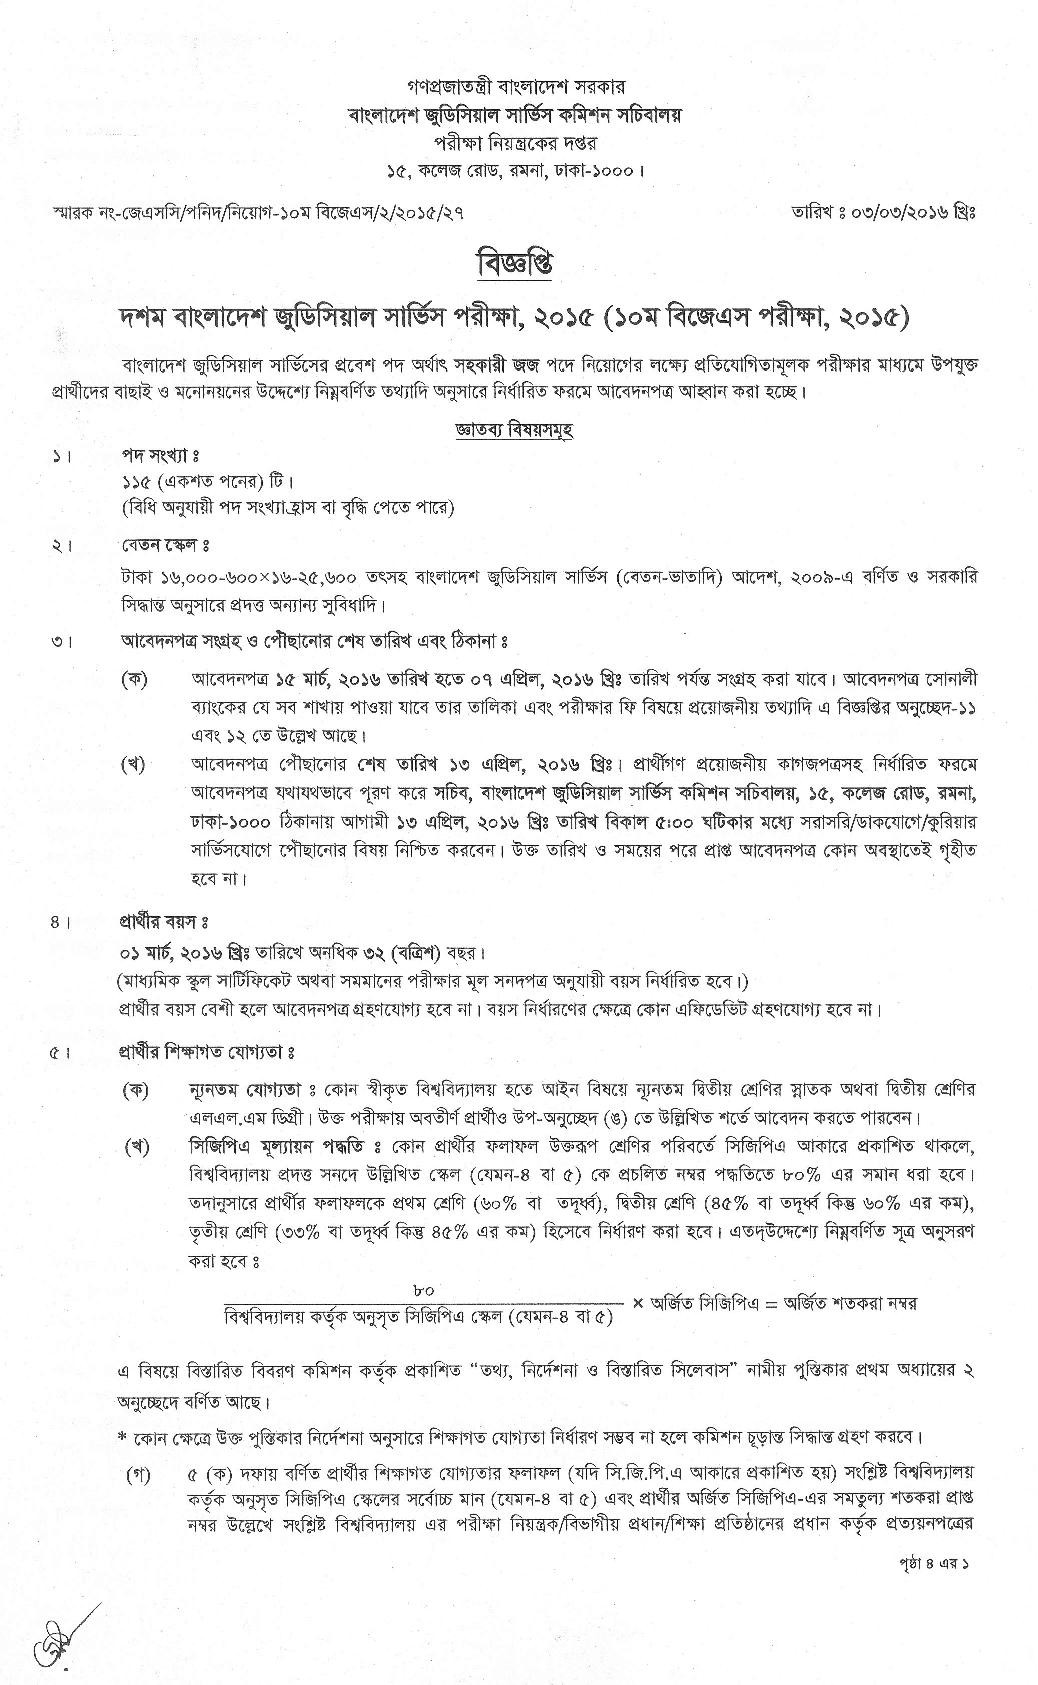 গণপ্রজাতন্ত্রী বাংলাদেশ সরকার
বাংলাদেশ জুডিসিয়াল সার্ভিস কমিশন সচিবালয়
পরীক্ষা নিয়ন্ত্রকের দপ্তর
১৫, কলেজ রোড, রমনা, ঢাকা-১০০০।
স্মারক নং-জেএসসি/পনিদ/নিয়োগ-১০ম বিজেএস/২/২০১৫/২৭ তারিখ ঃ ০৩/০৩/২০১৬ খ্রিঃ
বিজ্ঞপ্তি
দশম বাংলাদেশ জুডিসিয়াল সার্ভিস পরীক্ষা, ২০১৫ (১০ম বিজেএস পরীক্ষা, ২০১৫)
বাংলাদেশ জুডিসিয়াল সার্ভিসের প্রবেশ পদ অর্থাৎ সহকারী জজ পদে নিয়োগের লক্ষ্যে প্রতিযোগিতামূলক পরীক্ষার মাধ্যমে উপযুক্ত
প্রার্থীদের বাছাই ও মনোনয়নের উদ্দেশ্যে নিম্নবর্ণিত তথ্যাদি অনুসারে নির্ধারিত ফরমে আবেদনপত্র আহ্বান করা হচ্ছে।
জ্ঞাতব্য বিষয়সমূহ
১। পদ সংখ্যা ঃ
১১৫ (একশত পনের) টি।
(বিধি অনুযায়ী পদ সংখ্যা হ্রাস বা বৃদ্ধি পেতে পারে)
২। বেতন স্কেল ঃ
টাকা ১৬,০০০-৬০০×১৬-২৫,৬০০ তৎসহ বাংলাদেশ জুডিসিয়াল সার্ভিস (বেতন-ভাতাদি) আদেশ, ২০০৯-এ বর্ণিত ও সরকারি
সিদ্ধান্ত অনুসারে প্রদত্ত অন্যান্য সুবিধাদি।
৩। আবেদনপত্র সংগ্রহ ও পৌঁছানোর শেষ তারিখ এবং ঠিকানা ঃ
(ক) আবেদনপত্র ১৫ মার্চ, ২০১৬ তারিখ হতে ০৭ এপ্রিল, ২০১৬ খ্রিঃ তারিখ পর্যন্ত সংগ্রহ করা যাবে। আবেদনপত্র সোনালী
ব্যাংকের যে সব শাখায় পাওয়া যাবে তার তালিকা এবং পরীক্ষার ফি বিষয়ে প্রয়োজনীয় তথ্যাদি এ বিজ্ঞপ্তির অনুচ্ছেদ-১১
এবং ১২ তে উল্লেখ আছে।
(খ) আবেদনপত্র পৌঁছানোর শেষ তারিখ ১৩ এপ্রিল, ২০১৬ খ্রিঃ। প্রার্থীগণ প্রয়োজনীয় কাগজপত্রসহ নির্ধারিত ফরমে
আবেদনপত্র যথাযথভাবে পূরণ করে সচিব, বাংলাদেশ জুডিসিয়াল সার্ভিস কমিশন সচিবালয়, ১৫, কলেজ রোড, রমনা,
ঢাকা-১০০০ ঠিকানায় আগামী ১৩ এপ্রিল, ২০১৬ খ্রিঃ তারিখ বিকাল ৫ঃ০০ ঘটিকার মধ্যে সরাসরি/ডাকযোগে/কুরিয়ার
সার্ভিসযোগে পৌঁছানোর বিষয় নিশ্চিত করবেন। উক্ত তারিখ ও সময়ের পরে প্রাপ্ত আবেদনপত্র কোন অবস্থাতেই গৃহীত
হবে না।
৪। প্রার্থীর বয়স ঃ
০১ মার্চ, ২০১৬ খ্রিঃ তারিখে অনধিক ৩২ (বত্রিশ) বছর।
(মাধ্যমিক স্কুল সার্টিফিকেট অথবা সমমানের পরীক্ষার মূল সনদপত্র অনুযায়ী বয়স নির্ধারিত হবে।)
প্রার্থীর বয়স বেশী হলে আবেদনপত্র গ্রহণযোগ্য হবে না। বয়স নির্ধারণের ক্ষেত্রে কোন এফিডেভিট গ্রহণযোগ্য হবে না।
৫। প্রার্থীর শিক্ষাগত যোগ্যতা ঃ
(ক) ন্যূনতম যোগ্যতা ঃ কোন স্বীকৃত বিশ্ববিদ্যালয় হতে আইন বিষয়ে ন্যূনতম দ্বিতীয় শ্রেণির স্নাতক অথবা দ্বিতীয় শ্রেণির
এলএল.এম ডিগ্রী। উক্ত পরীক্ষায় অবতীর্ণ প্রার্থীও উপ-অনুচ্ছেদ (ঙ) তে উল্লিখিত শর্তে আবেদন করতে পারবেন।
(খ) সিজিপিএ মূল্যায়ন পদ্ধতি ঃ কোন প্রার্থীর ফলাফল উক্তরূপ শ্রেণির পরিবর্তে সিজিপিএ আকারে প্রকাশিত থাকলে,
বিশ্ববিদ্যালয় প্রদত্ত সনদে উল্লিখিত স্কেল (যেমন-৪ বা ৫) কে প্রচলিত নম্বর পদ্ধতিতে ৮০% এর সমান ধরা হবে।
তদানুসারে প্রার্থীর ফলাফলকে প্রথম শ্রেণি (৬০% বা তদূর্ধ্ব), দ্বিতীয় শ্রেণি (৪৫% বা তদূর্ধ্ব কিন্তু ৬০% এর কম),
তৃতীয় শ্রেণি (৩৩% বা তদূর্ধ্ব কিন্তু ৪৫% এর কম) হিসেবে নির্ধারণ করা হবে। এতদ্উদ্দেশ্যে নিম্নবর্ণিত সূত্র অনুসরণ
করা হবে ঃ
৮০
বিশ্ববিদ্যালয় কর্তৃক অনুসৃত সিজিপিএ স্কেল (যেমন-৪ বা ৫) × অর্জিত সিজিপিএ = অর্জিত শতকরা নম্বর
এ বিষয়ে বিস্তারিত বিবরণ কমিশন কর্তৃক প্রকাশিত “তথ্য, নির্দেশনা ও বিস্তারিত সিলেবাস” নামীয় পুস্তিকার প্রথম অধ্যায়ের ২
অনুচ্ছেদে বর্ণিত আছে।
* কোন ক্ষেত্রে উক্ত পুস্তিকার নির্দেশনা অনুসারে শিক্ষাগত যোগ্যতা নির্ধারণ সম্ভব না হলে কমিশন চূড়ান্ত সিদ্ধান্ত গ্রহণ করবে।
(গ) ৫ (ক) দফায় বর্ণিত প্রার্থীর শিক্ষাগত যোগ্যতার ফলাফল (যদি সি.জি.পি.এ আকারে প্রকাশিত হয়) সংশ্লিষ্ট বিশ্ববিদ্যালয়
কর্তৃক অনুসৃত সিজিপিএ স্কেলের সর্বোচ্চ মান (যেমন-৪ বা ৫) এবং প্রার্থীর অর্জিত সিজিপিএ-এর সমতুল্য শতকরা প্রাপ্ত
নম্বর উল্লেখে সংশ্লিষ্ট বিশ্ববিদ্যালয় এর পরীক্ষা নিয়ন্ত্রক/বিভাগীয় প্রধান/শিক্ষা প্রতিষ্ঠানের প্রধান কর্তৃক প্রত্যয়নপত্রের
পৃষ্ঠা ৪ এর ১